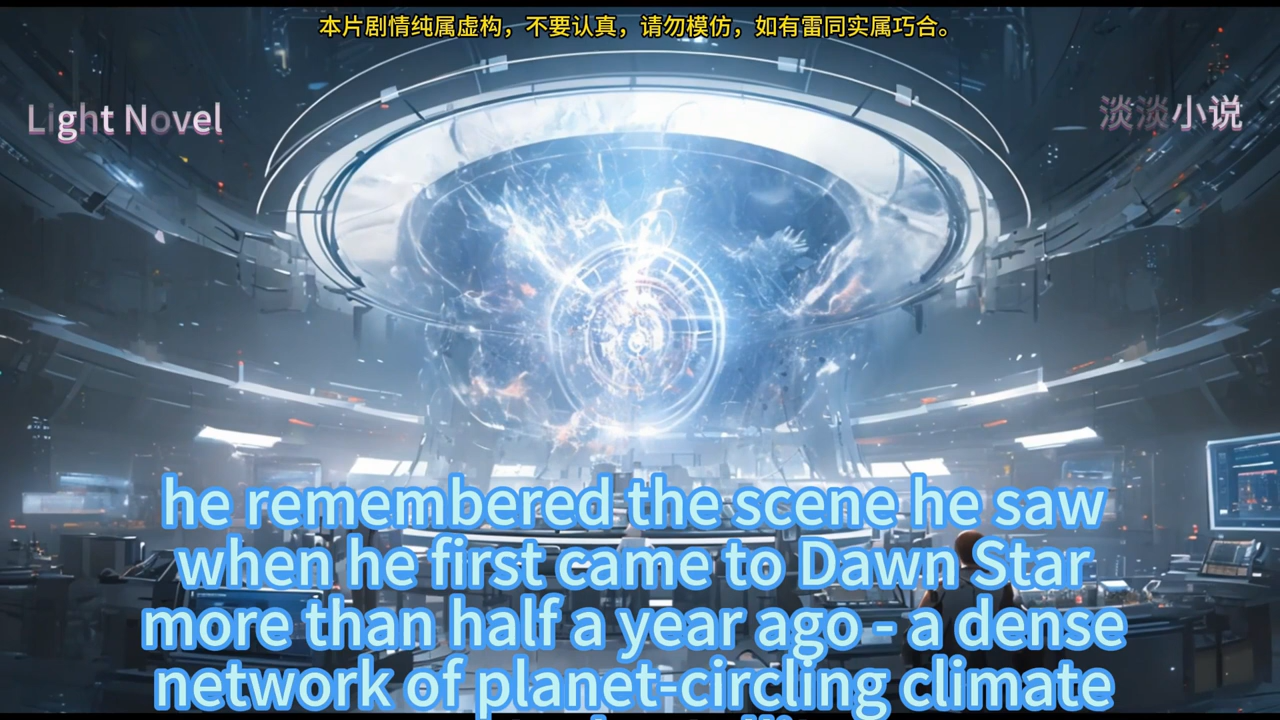 本片剧情纯属虚构，不要认真，请勿模仿，如有雷同实属巧合。
Light Novel
淡淡小说
he remembered the scene he saw
when he first came to Dawn Star
more than half a year ago - a dense
network of planet-circling climate